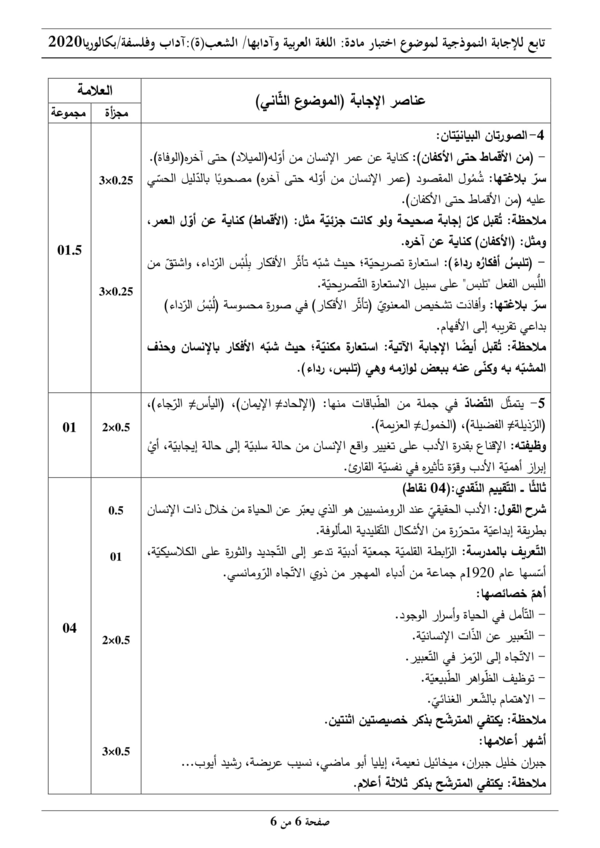 تابع للإجابة النموذجية لموضوع اختبار مادة: اللغة العربية وآدابها/ الشعب(ة):آداب وفلسفة/بكالوريا2020
عناصر الإجابة (الموضوع الثّاني)
العلامة
مجزأة
مجموعة
4-الصورتان البيانيّتان:
- (من الأقماط حتى الأكفان): كناية عن عمر الإنسان من أوّله(الميلاد) حتى آخره(الوفاة).
سرّ بلاغتها: شُمُول المقصود (عمر الإنسان من أوّله حتى آخره) مصحوبًا بالدّليل الحسّي
عليه (من الأقماط حتى الأكفان).
ملاحظة: تُقبل كلّ إجابة صحيحة ولو كانت جزئيّة مثل: (الأقماط) كناية عن أوّل العمر،
ومثل: (الأكفان) كناية عن آخره.
- (تلبسُ أفكارُه رداءً): استعارة تصريحيّة؛ حيث شبّه تأثّر الأفكار بِلُبْس الرّداء، واشتقّ من
اللُّبس الفعل "تلبس" على سبيل الاستعارة التّصريحيّة.
سرّ بلاغتها: وأفادَت تشخيص المعنويّ (تأثّر الأفكار) في صورة محسوسة (لُبْسُ الرّداء)
بداعي تقريبه إلى الأفهام.
ملاحظة: تُقبل أيضًا الإجابة الآتية: استعارة مكنيّة؛ حيث شبّه الأفكار بالإنسان وحذف
المشبّه به وكنّى عنه ببعض لوازمه وهي (تلبس، رداء).
3×0.25
3×0.25
01.5
5- يتمثّل التّضادّ في جملة من الطّباقات منها: (الإلحاد≠ الإيمان)، (اليأس≠ الرّجاء)،
(الرّذيلة≠ الفضيلة)، (الخمول≠ العزيمة).
وظيفته: الإقناع بقدرة الأدب على تغيير واقع الإنسان من حالة سلبيّة إلى حالة إيجابيّة، أيْ
إبراز أهميّة الأدب وقوّة تأثيره في نفسيّة القارئ.
2×0.5
01
ثالثًا ـ التّقييم النّقدي:(04 نقاط)
شرح القول: الأدب الحقيقيّ عند الرومنسيين هو الذي يعبّر عن الحياة من خلال ذات الإنسان
بطريقة إبداعيّة متحرّرة من الأشكال التّقليدية المألوفة.
التّعريف بالمدرسة: الرّابطة القلميّة جمعيّة أدبيّة تدعو إلى التّجديد والثّورة على الكلاسيكيّة،
أسّسها عام 1920م جماعة من أدباء المهجر من ذوي الاتّجاه الرّومانسي.
أهمّ خصائصها:
- التّأمل في الحياة وأسرار الوجود.
- التّعبير عن الذّات الإنسانيّة.
- الاتّجاه إلى الرّمز في التّعبير.
- توظيف الظّواهر الطّبيعيّة.
- الاهتمام بالشّعر الغنائيّ.
ملاحظة: يكتفي المترشّح بذكر خصيصتين اثنتين.
أشهر أعلامها:
جبران خليل جبران، ميخائيل نعيمة، إيليا أبو ماضي، نسيب عريضة، رشيد أيوب...
ملاحظة: يكتفي المترشّح بذكر ثلاثة أعلام.
0.5
01
2×0.5
3×0.5
04
صفحة 6 من 6